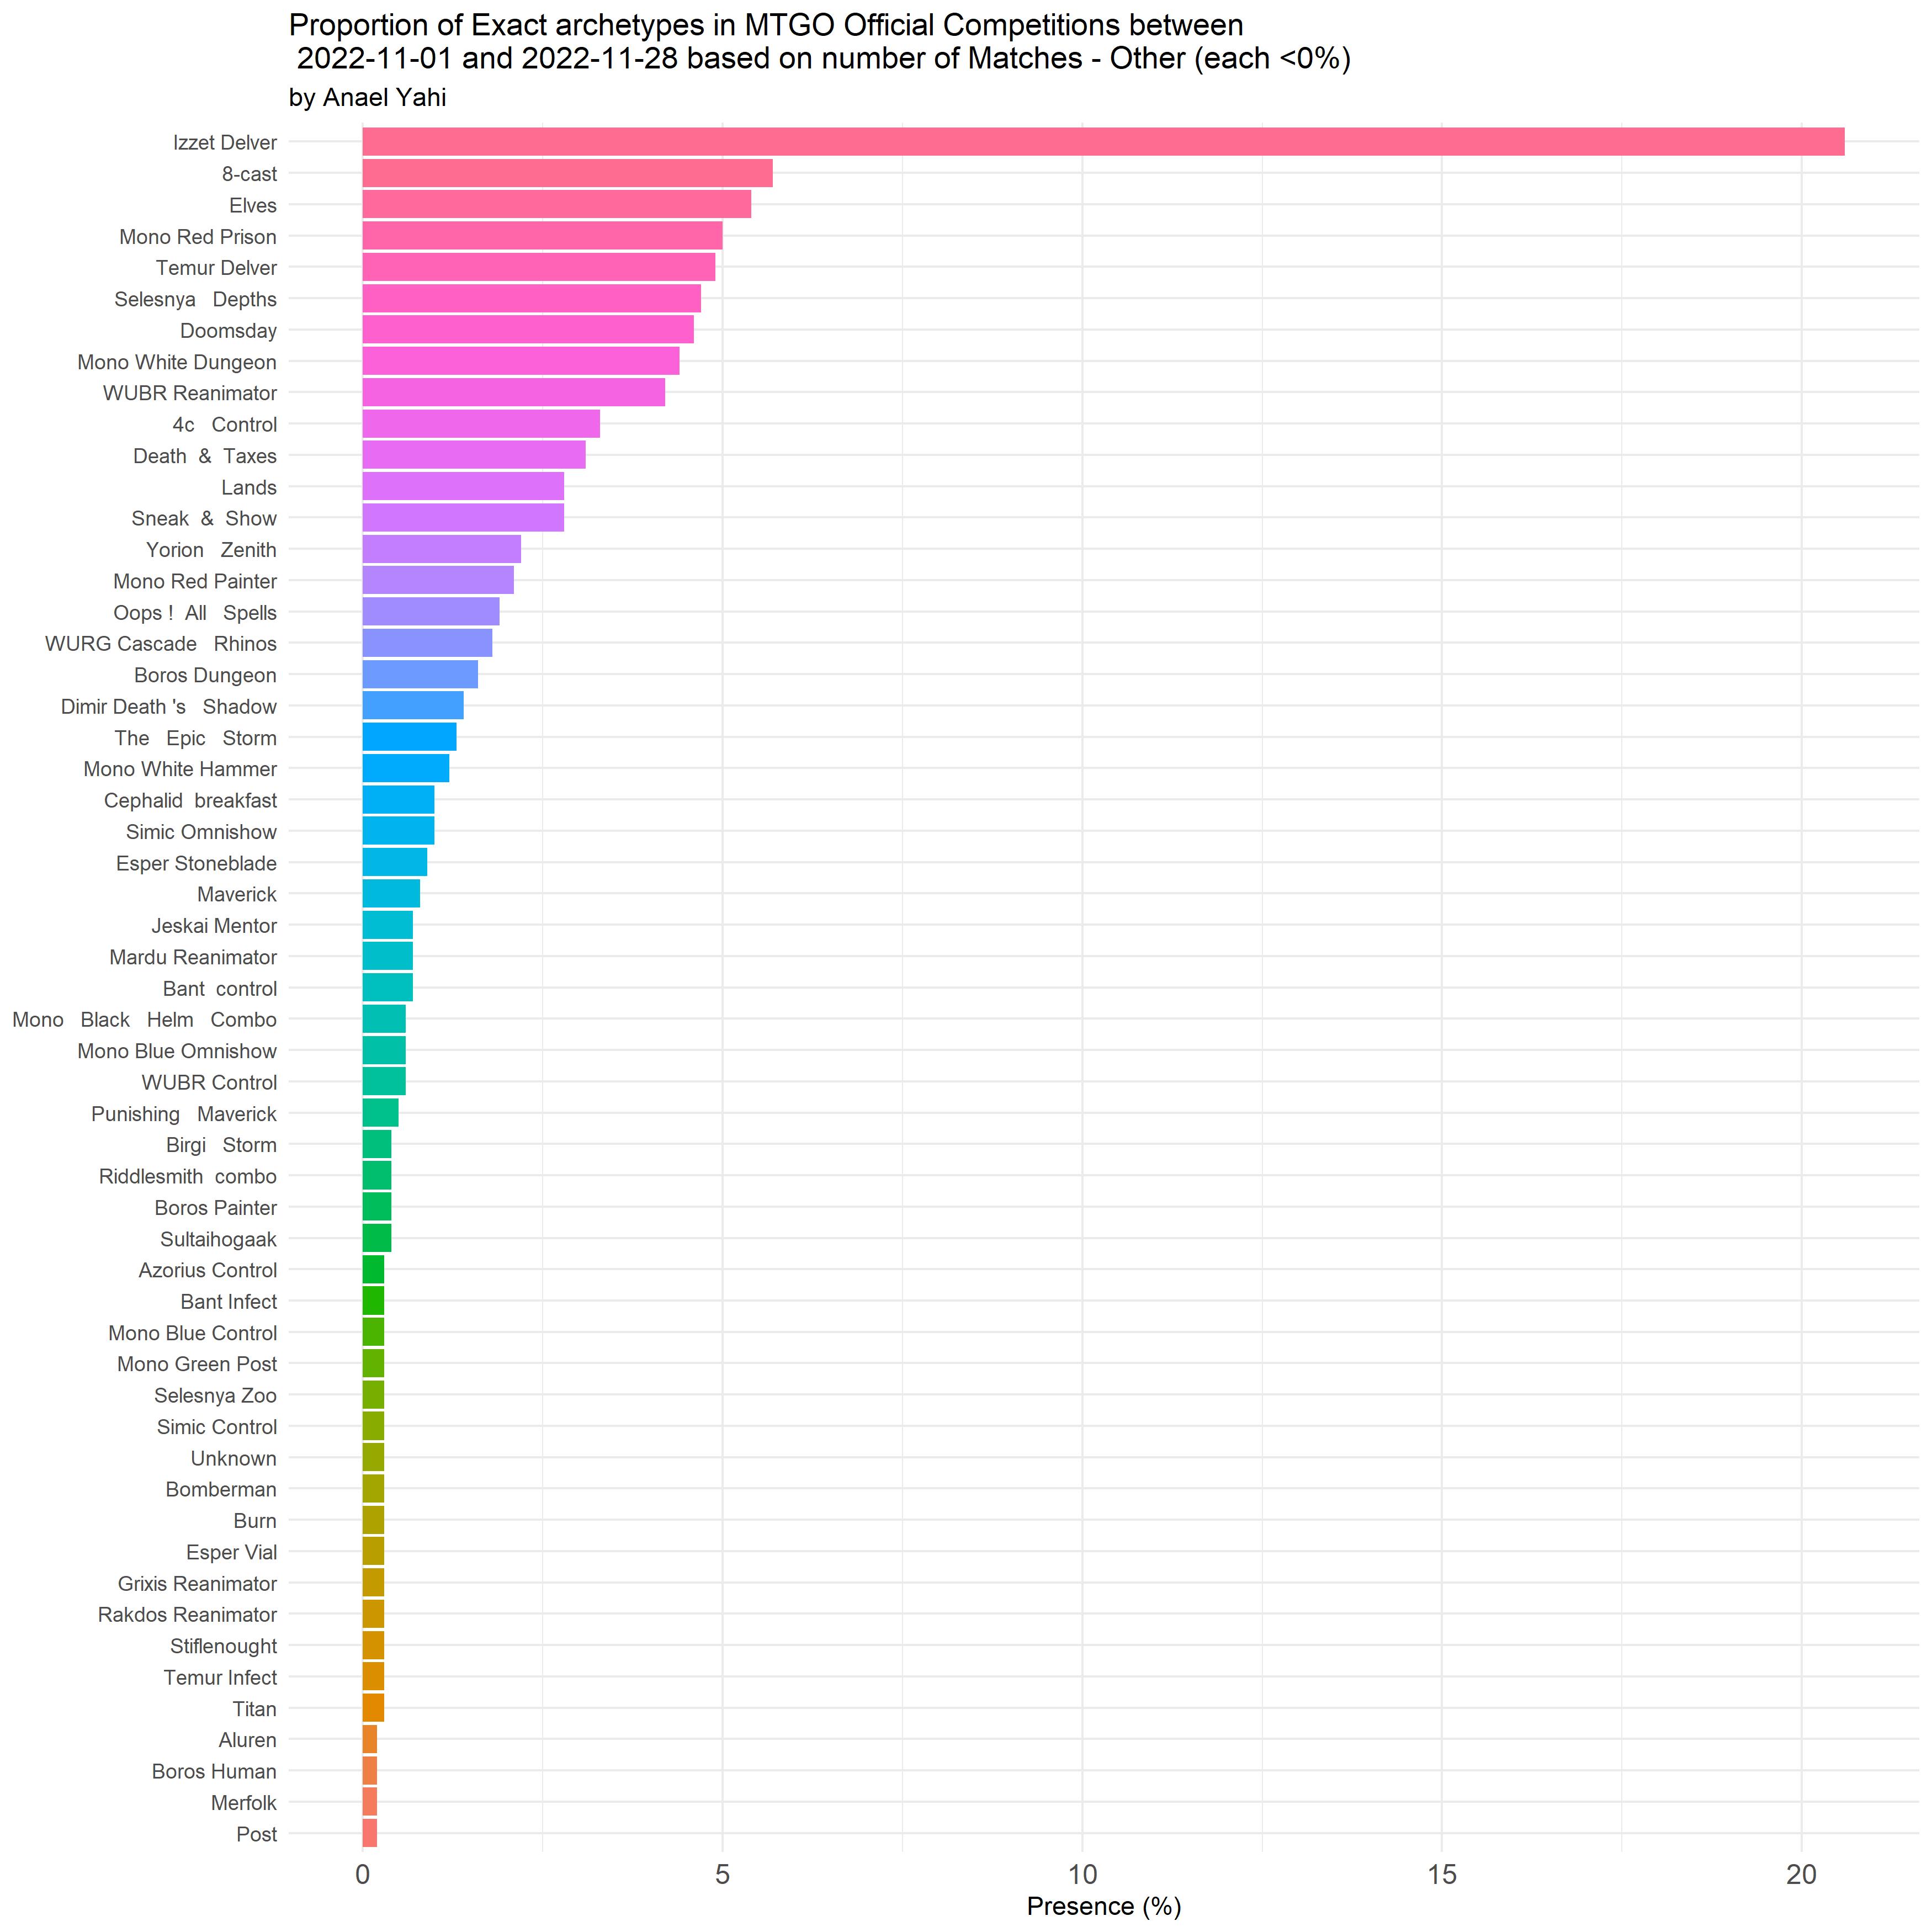 Proportion of Exact archetypes in MTGO Official Competitions between
2022-11-01 and 2022-11-28 based on number of Matches - Other (each <0%)
by Anael Yahi
Izzet Delver
8-cast
Elves
Mono Red Prison
Temur Delver
Selesnya   Depths
Doomsday
Mono White Dungeon
WUBR Reanimator
4c   Control
Death  &  Taxes
Lands
Sneak  &  Show
Yorion   Zenith
Mono Red Painter
Oops !  All   Spells
WURG Cascade   Rhinos
Boros Dungeon
Dimir Death 's   Shadow
The   Epic   Storm
Mono White Hammer
Cephalid  breakfast
Simic Omnishow
Esper Stoneblade
Maverick
Jeskai Mentor
Mardu Reanimator
Bant  control
Mono   Black   Helm   Combo
Mono Blue Omnishow
WUBR Control
Punishing   Maverick
Birgi   Storm
Riddlesmith  combo
Boros Painter
Sultaihogaak
Azorius Control
Bant Infect
Mono Blue Control
Mono Green Post
Selesnya Zoo
Simic Control
Unknown
Bomberman
Burn
Esper Vial
Grixis Reanimator
Rakdos Reanimator
Stiflenought
Temur Infect
Titan
Aluren
Boros Human
Merfolk
Post
0 5 10 15 20
Presence (%)